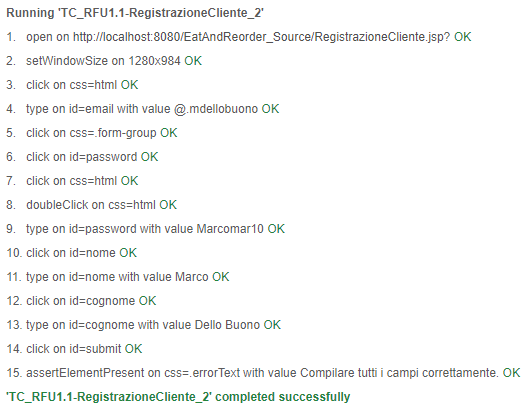 Running 'TC_RFU1.1-RegistrazioneCliente_2'
1. open on http://localhost:8080/EatAndReorder_Source/RegistrazioneCliente.jsp? OK
2. setWindowSize on 1280x984 OK
3. click on css=html OK
4. type on id=email with value @.mdellobuono OK
5. click on css=.form-group OK
6. click on id=password OK
7. click on css=html OK
8. doubleClick on css=html OK
9. type on id=password with value Marcomar10 OK
10. click on id=nome OK
11. type on id=nome with value Marco OK
12. click on id=cognome OK
13. type on id=cognome with value Dello Buono OK
14. click on id=submit OK
15. assertElementPresent on css=.errorText with value Compilare tutti i campi correttamente. OK
'TC_RFU1.1-RegistrazioneCliente_2' completed successfully